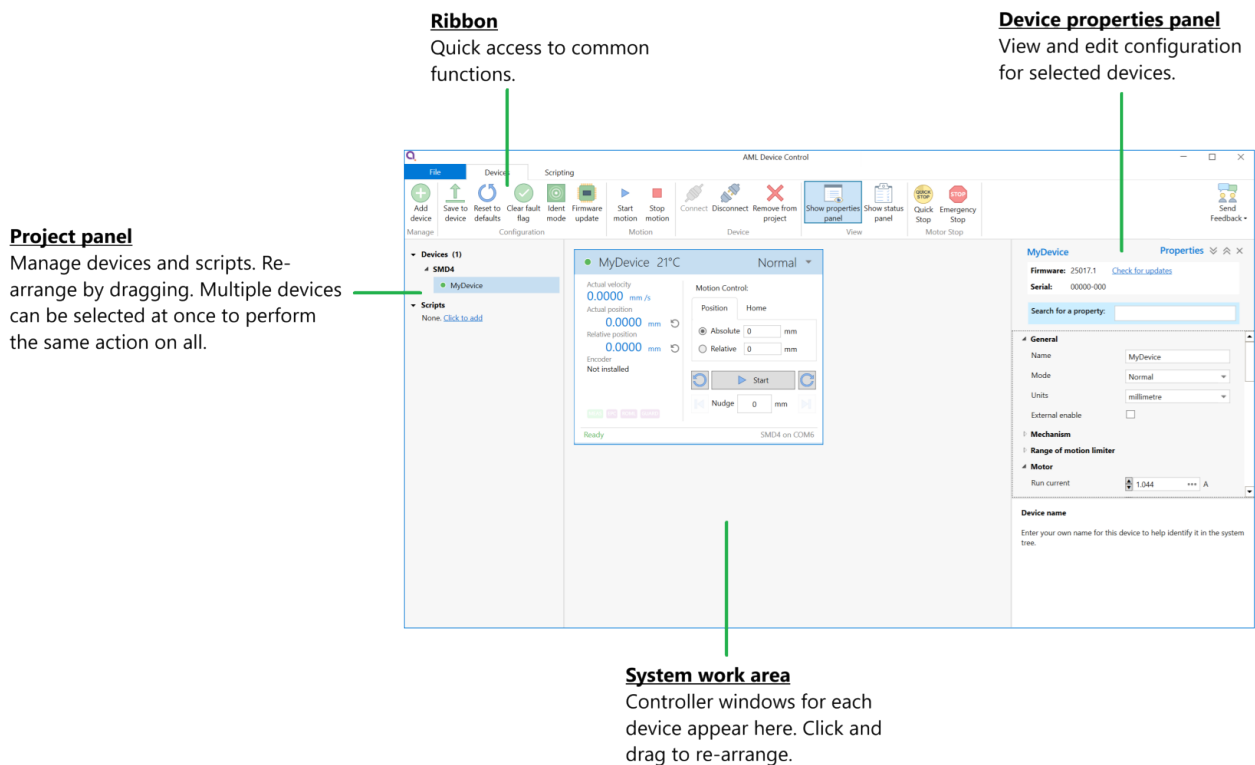 Ribbon
Quick access to common
functions.
Device properties panel
View and edit configuration
for selected devices.
Project panel
Manage devices and scripts. Re-
arrange by dragging. Multiple devices
can be selected at once to perform
the same action on all.
AML Device Control
File Devices Scripting
Add device
Save to device
Reset to defaults
Clear fault flag
Ident mode
Firmware update
Start motion
Stop motion
Connect
Disconnect
Remove from project
Show properties panel
Show status panel
QUICK STOP
Quick Stop
STOP
Emergency Stop
Send Feedback
Manage Configuration Motion Device View Motor Stop
Devices (1)
SMD4
MyDevice
Scripts
None. Click to add
MyDevice 21°C Normal
Actual velocity
0.0000 mm /s
Actual position
0.0000 mm
Relative position
0.0000 mm
Encoder
Not installed
Motion Control:
Position Home
Absolute 0 mm
Relative 0 mm
Start
Nudge 0 mm
Ready SMD4 on COM6
MyDevice Properties
Firmware: 25017.1 Check for updates
Serial: 00000-000
Search for a property:
General
Name MyDevice
Mode Normal
Units millimetre
External enable
Mechanism
Range of motion limiter
Motor
Run current 1.044 ••• A
Device name
Enter your own name for this device to help identify it in the system
tree.
System work area
Controller windows for each
device appear here. Click and
drag to re-arrange.